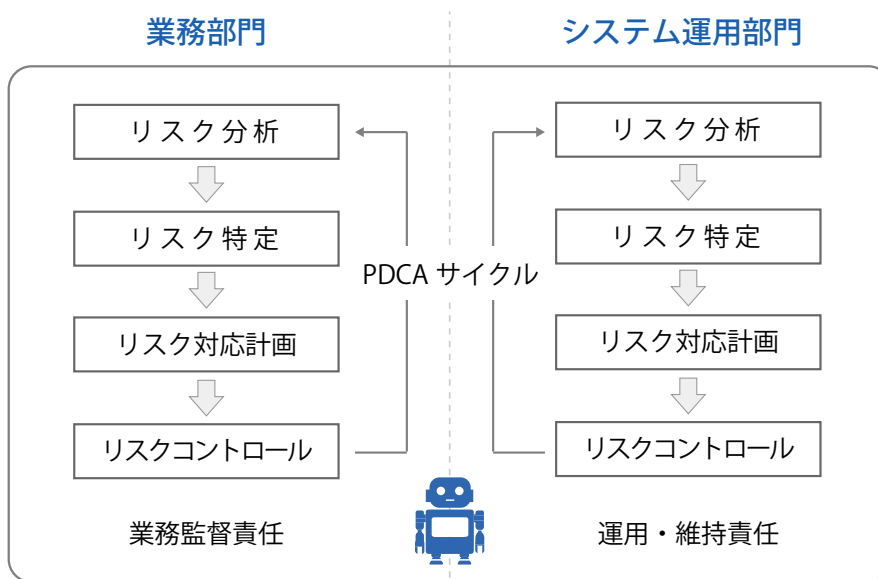 業務部門
システム運用部門
リスク分析
リスク特定
リスク対応計画
リスクコントロール
業務監督責任
PDCA サイクル
リスク分析
リスク特定
リスク対応計画
リスクコントロール
運用・維持責任